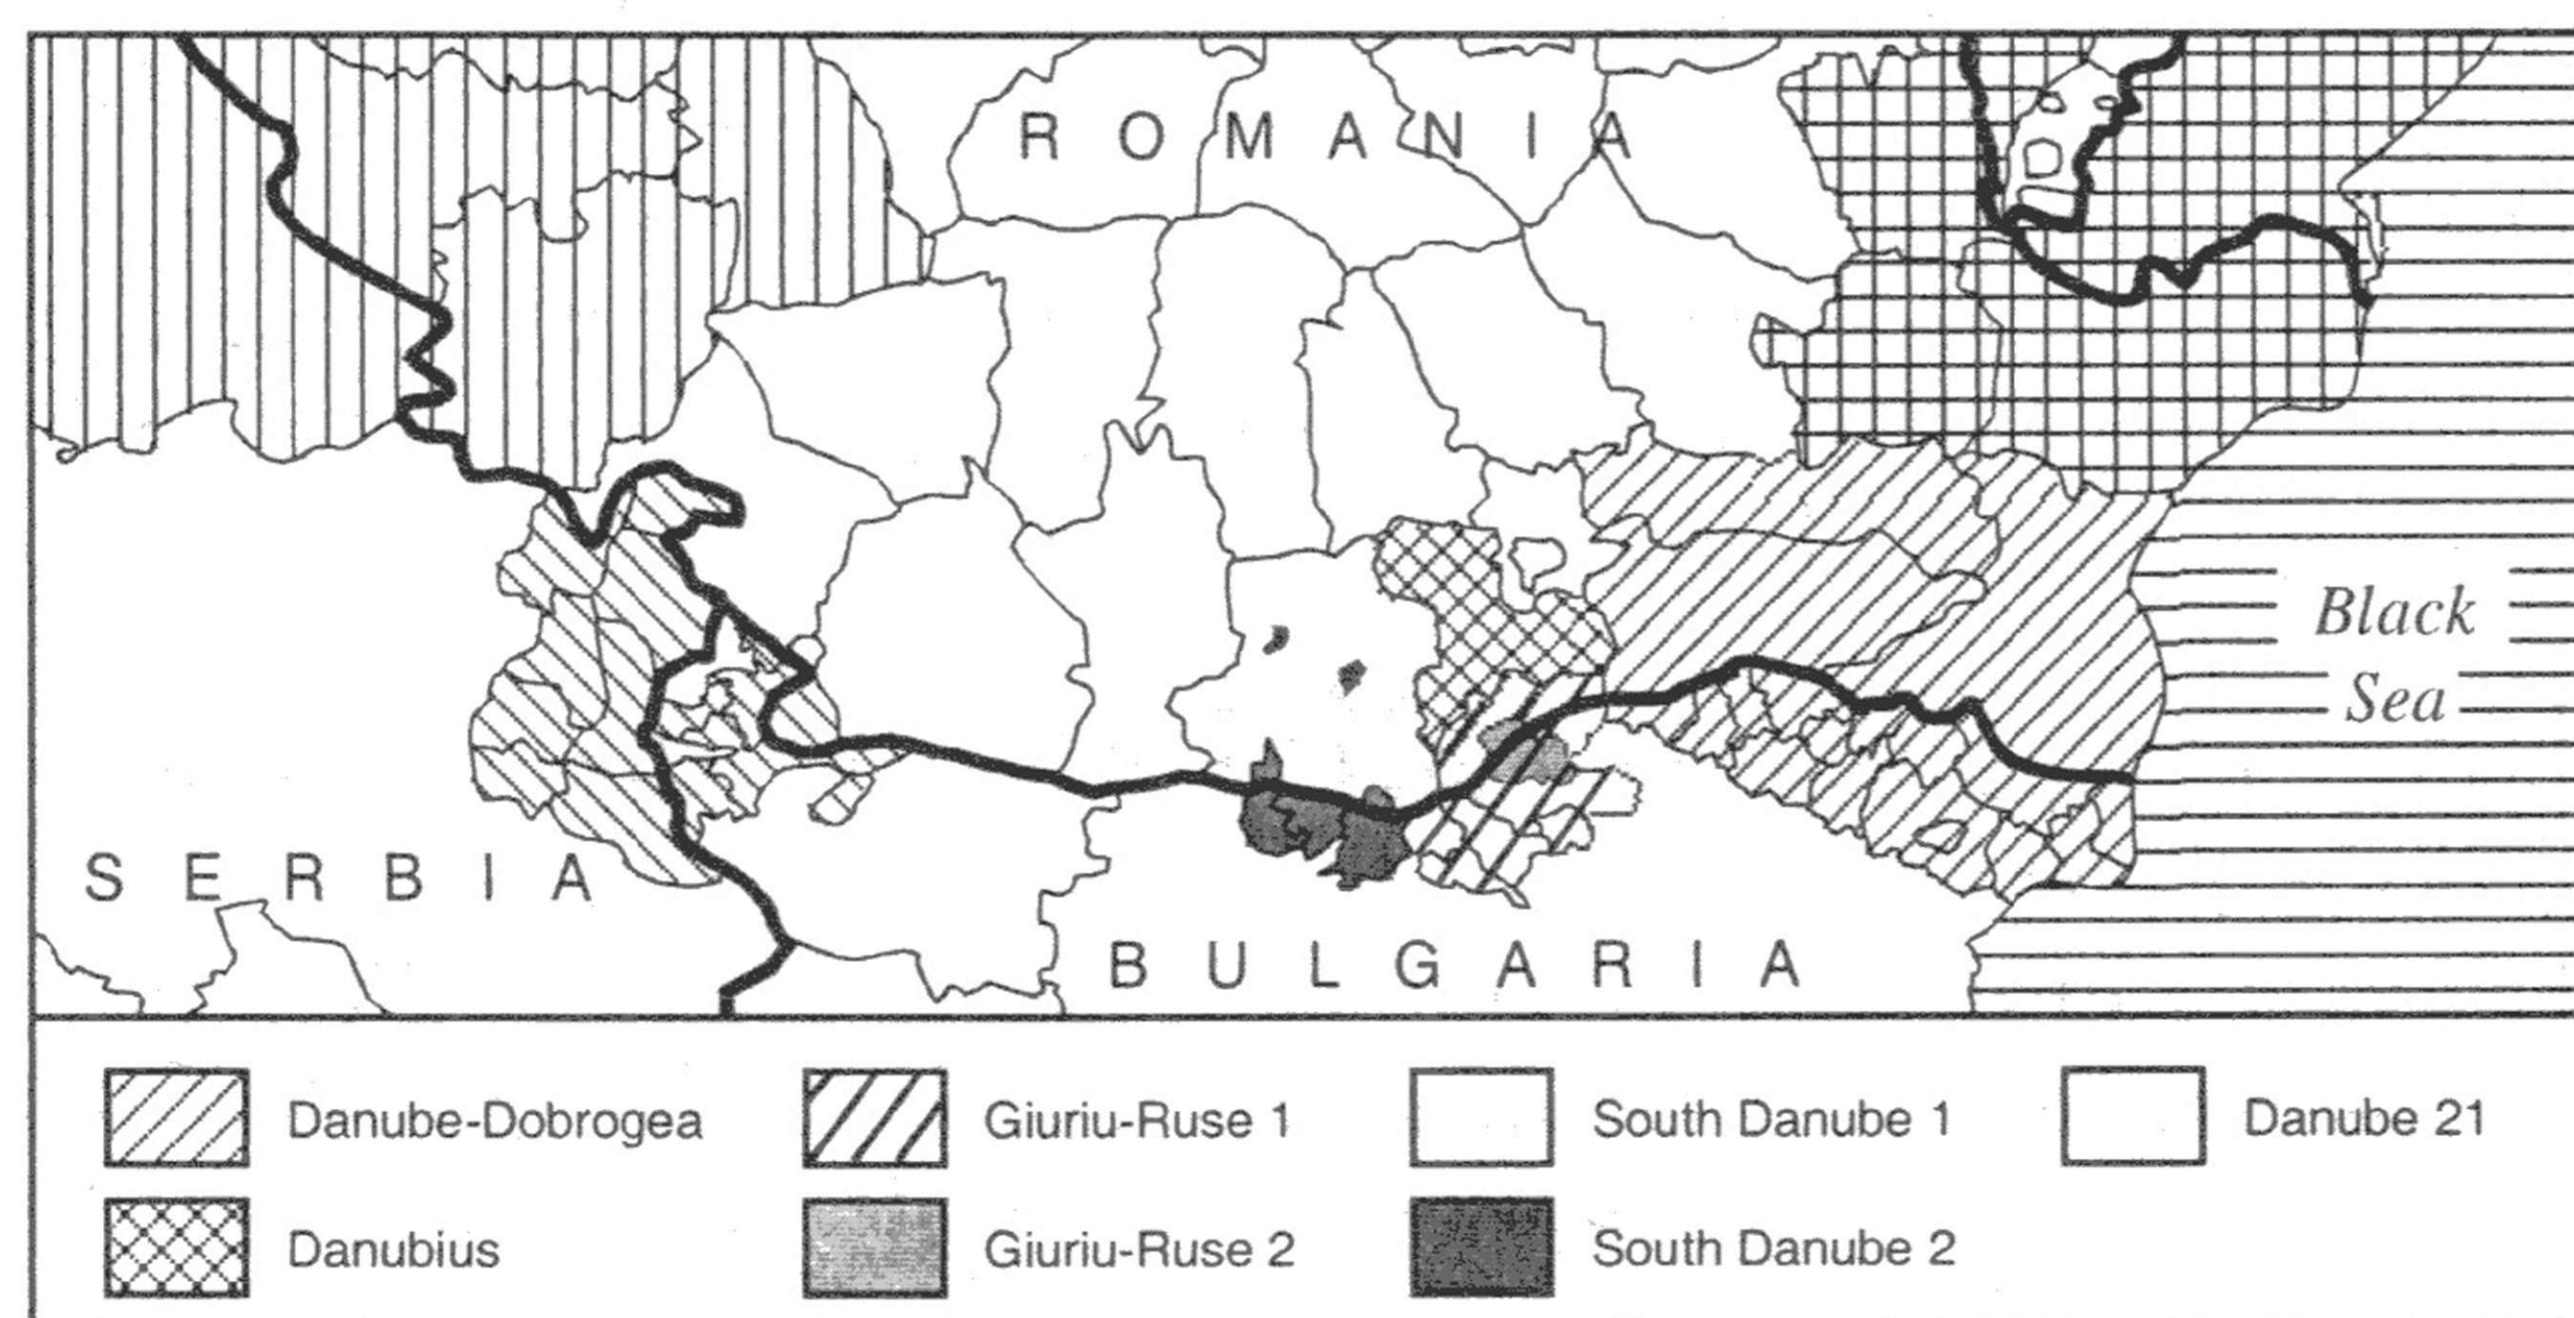 ROMANIA
Black
Sea
SERBIA
BULGARIA
Danube-Dobrogea
Giuriu-Ruse 1
South Danube 1
Danube 21
Danubius
Giuriu-Ruse 2
South Danube 2